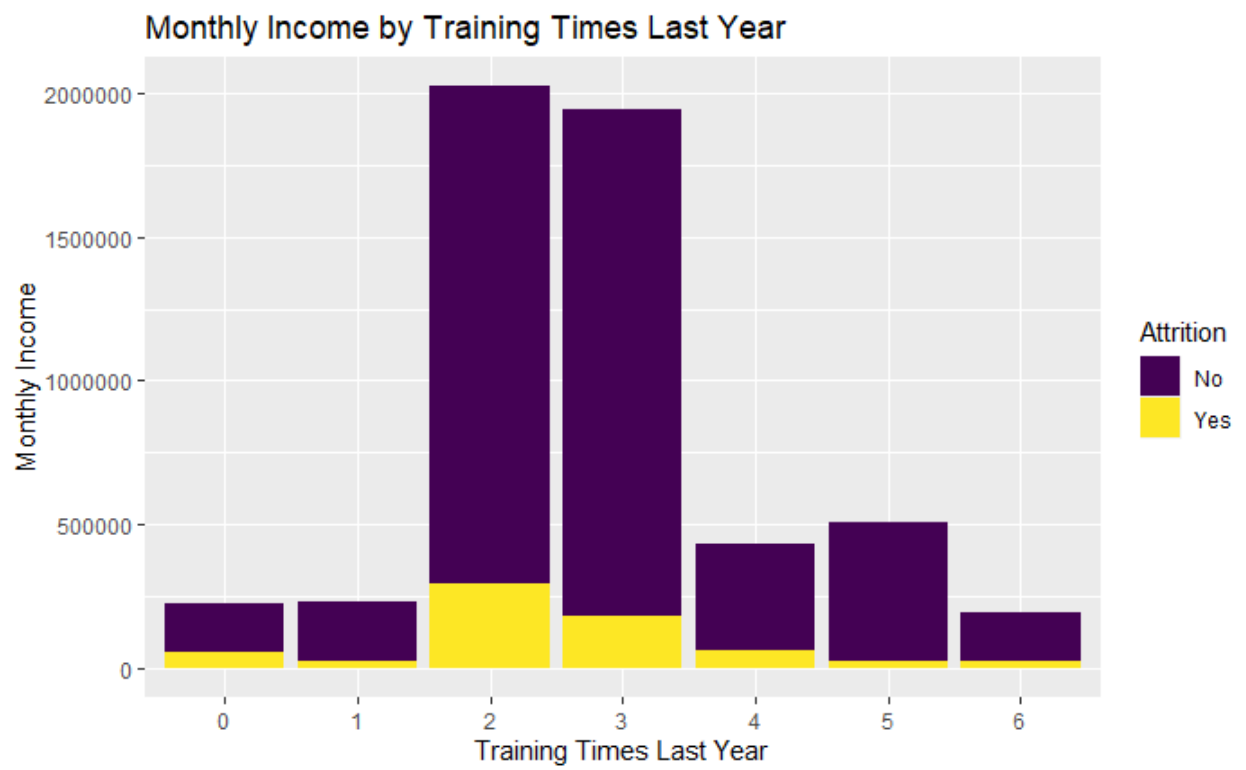 Monthly Income by Training Times Last Year
Monthly Income
2000000
1500000
1000000
500000
0
0 1 2 3 4 5 6
Training Times Last Year
Attrition
No
Yes